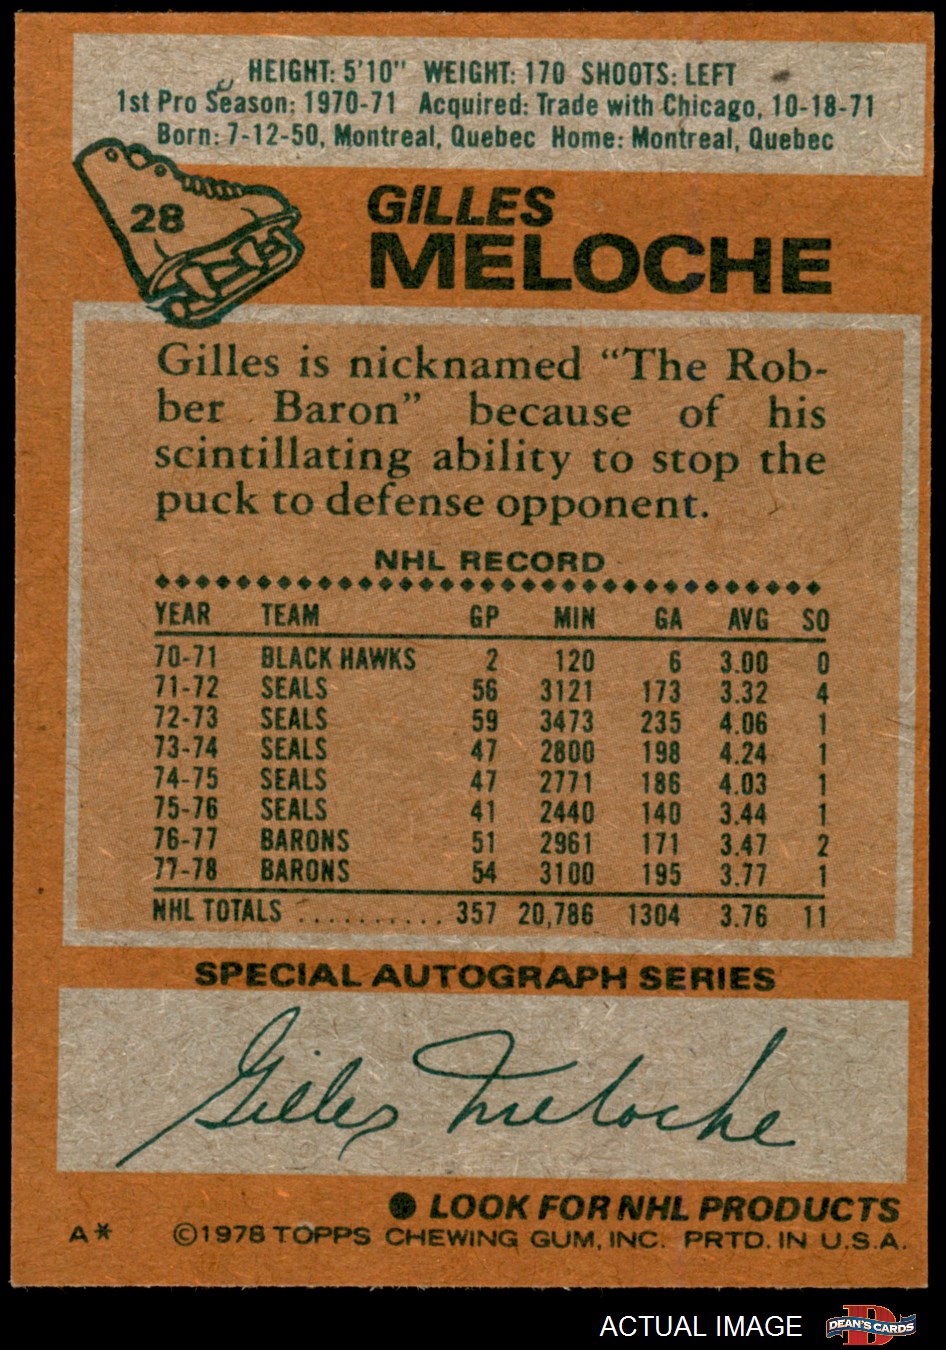 HEIGHT: 5'10" WEIGHT: 170 SHOOTS: LEFT
1st Pro Season: 1970-71 Acquired: Trade with Chicago, 10-18-71
Born: 7-12-50, Montreal, Quebec Home: Montreal, Quebec
28
GILLES
MELOCHE
Gilles is nicknamed “The Rob-
ber Baron” because of his
scintillating ability to stop the
puck to defense opponent.
NHL RECORD
YEAR TEAM GP MIN GA AVG SO
70-71 BLACK HAWKS 2 120 6 3.00 0
71-72 SEALS 56 3121 173 3.32 4
72-73 SEALS 59 3473 235 4.06 1
73-74 SEALS 47 2800 198 4.24 1
74-75 SEALS 47 2771 186 4.03 1
75-76 SEALS 41 2440 140 3.44 1
76-77 BARONS 51 2961 171 3.47 2
77-78 BARONS 54 3100 195 3.77 1
NHL TOTALS .......... 357 20,786 1304 3.76 11
SPECIAL AUTOGRAPH SERIES
Gilles Meloche
LOOK FOR NHL PRODUCTS
A* ©1978 TOPPS CHEWING GUM, INC. PRTD. IN U.S.A.
ACTUAL IMAGE DEAN'S CARDS